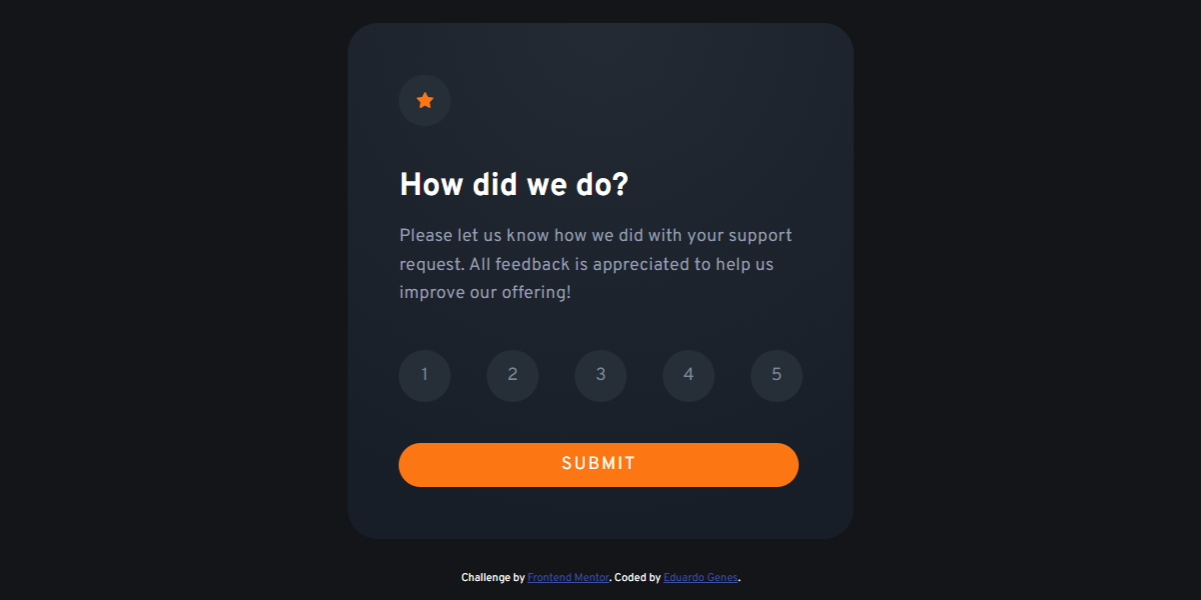 How did we do?
Please let us know how we did with your support
request. All feedback is appreciated to help us
improve our offering!
1 2 3 4 5
SUBMIT
Challenge by Frontend Mentor. Coded by Eduardo Genes.